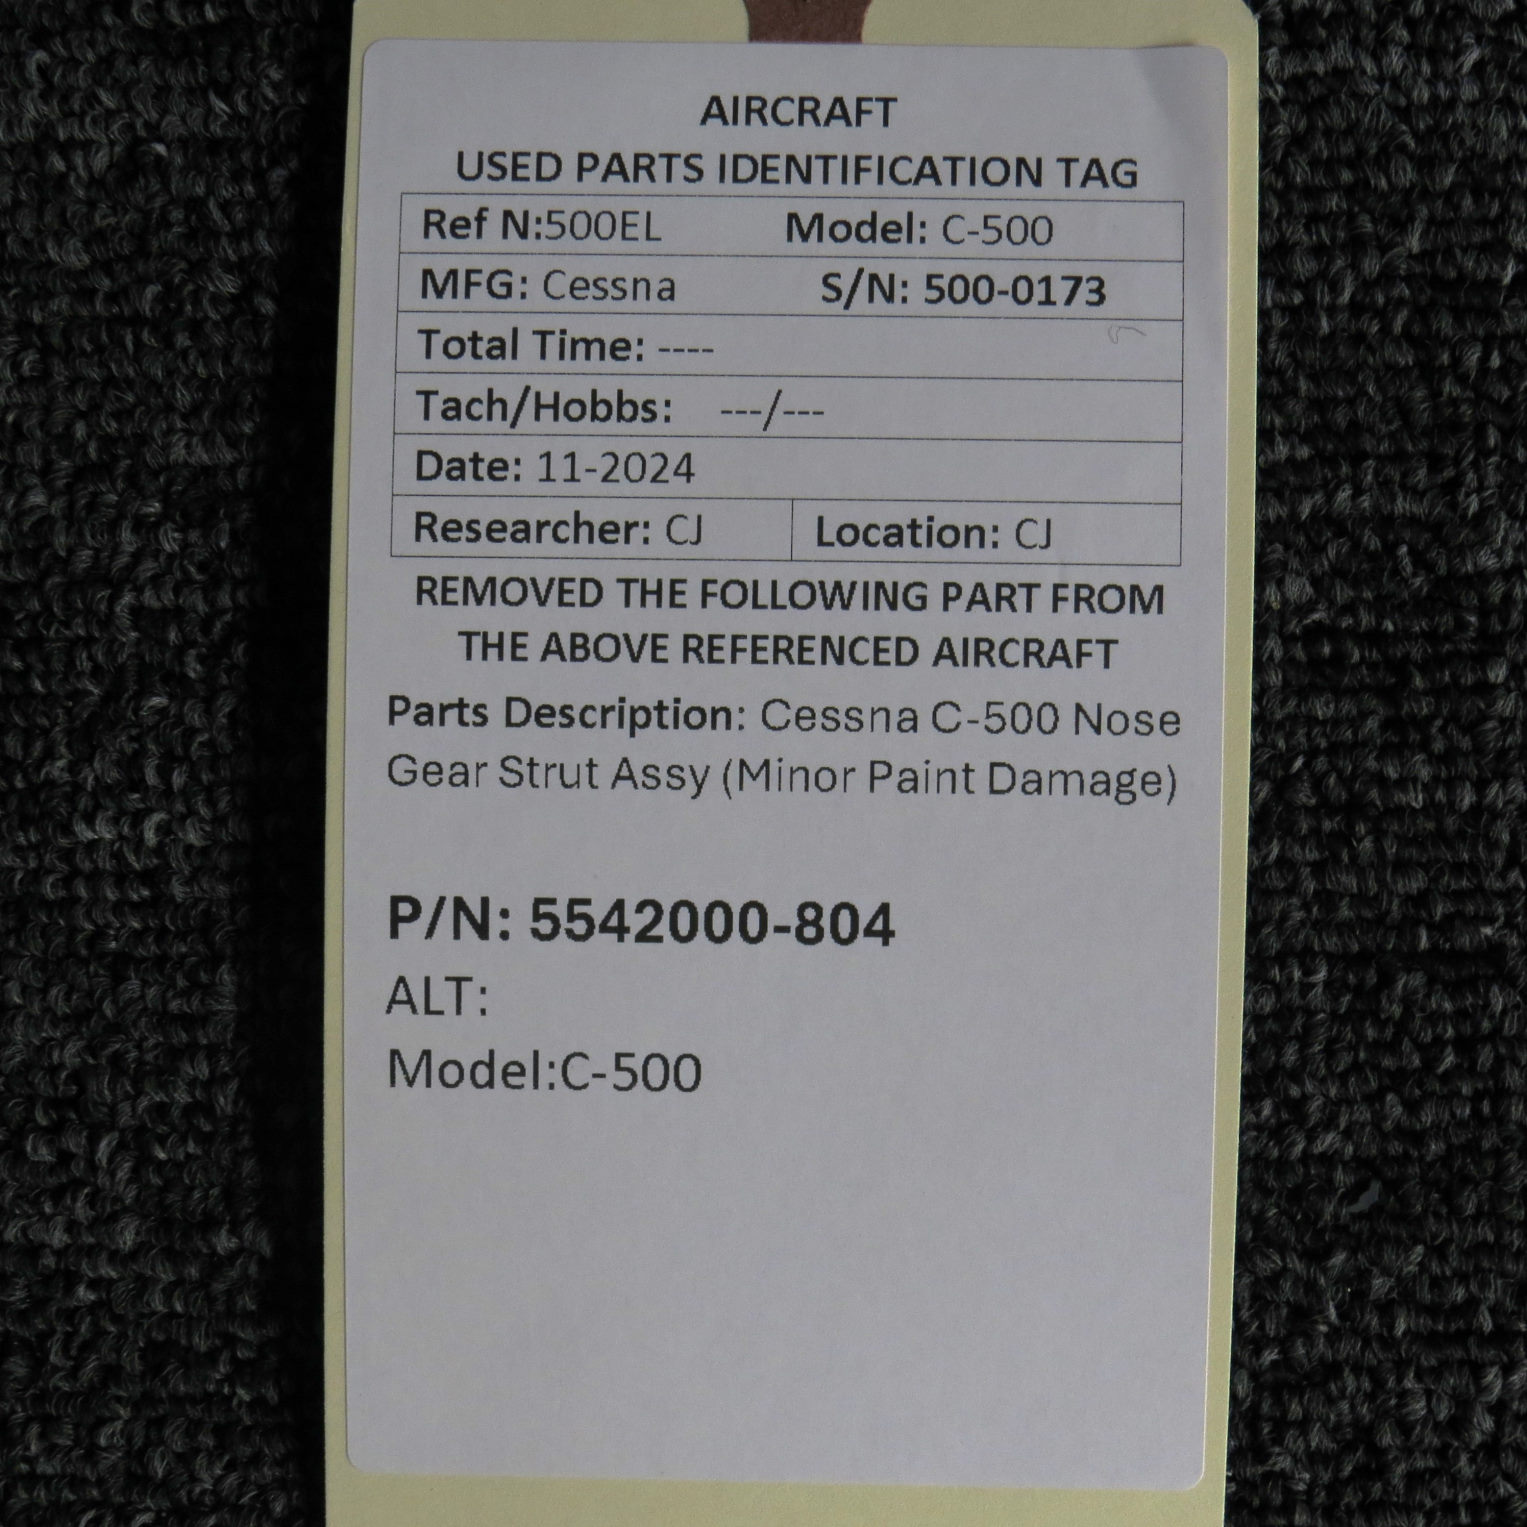 AIRCRAFT
USED PARTS IDENTIFICATION TAG
Ref N:500EL Model: C-500
MFG: Cessna S/N: 500-0173
Total Time: ----
Tach/Hobbs: ---/---
Date: 11-2024
Researcher: CJ Location: CJ
REMOVED THE FOLLOWING PART FROM
THE ABOVE REFERENCED AIRCRAFT
Parts Description: Cessna C-500 Nose
Gear Strut Assy (Minor Paint Damage)
P/N: 5542000-804
ALT:
Model:C-500